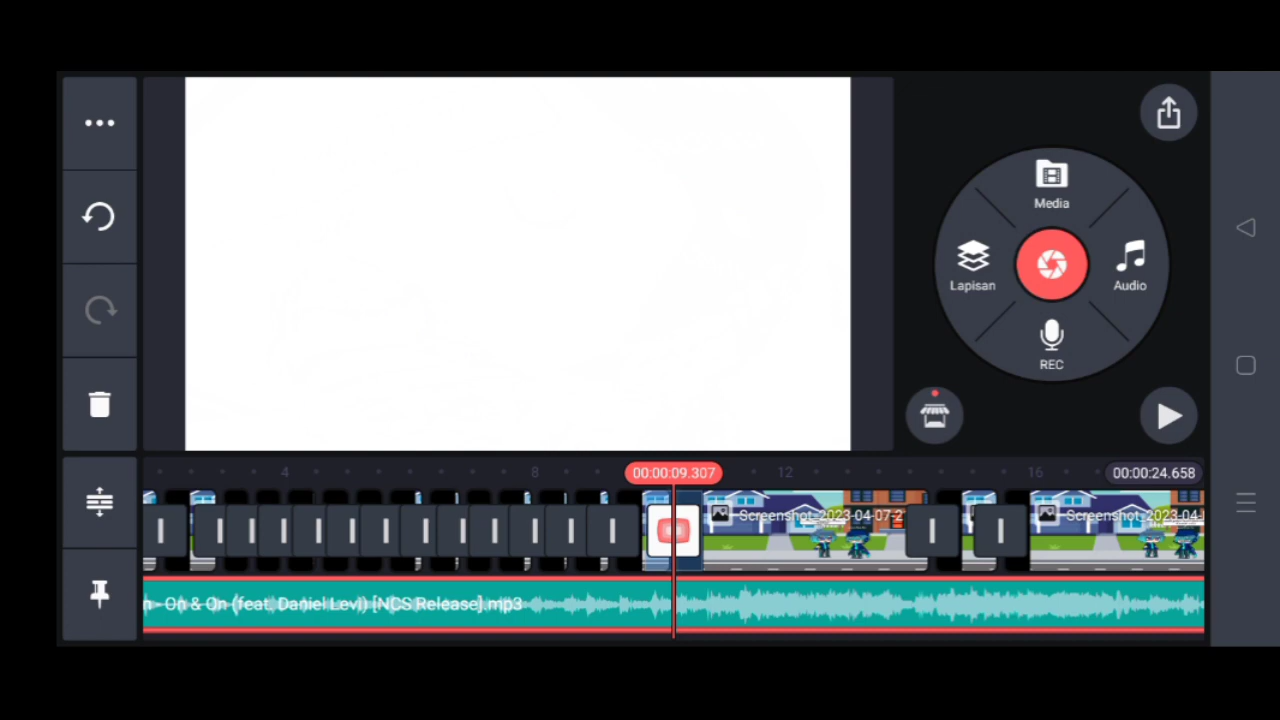 Media
Lapisan
Audio
REC
4
8
00:00:09.307
12
16
00:00:24.658
Screenshot_2023-04-07-2
Screenshot_2023-04-
n - On & On (feat. Daniel Levi) [NCS Release].mp3